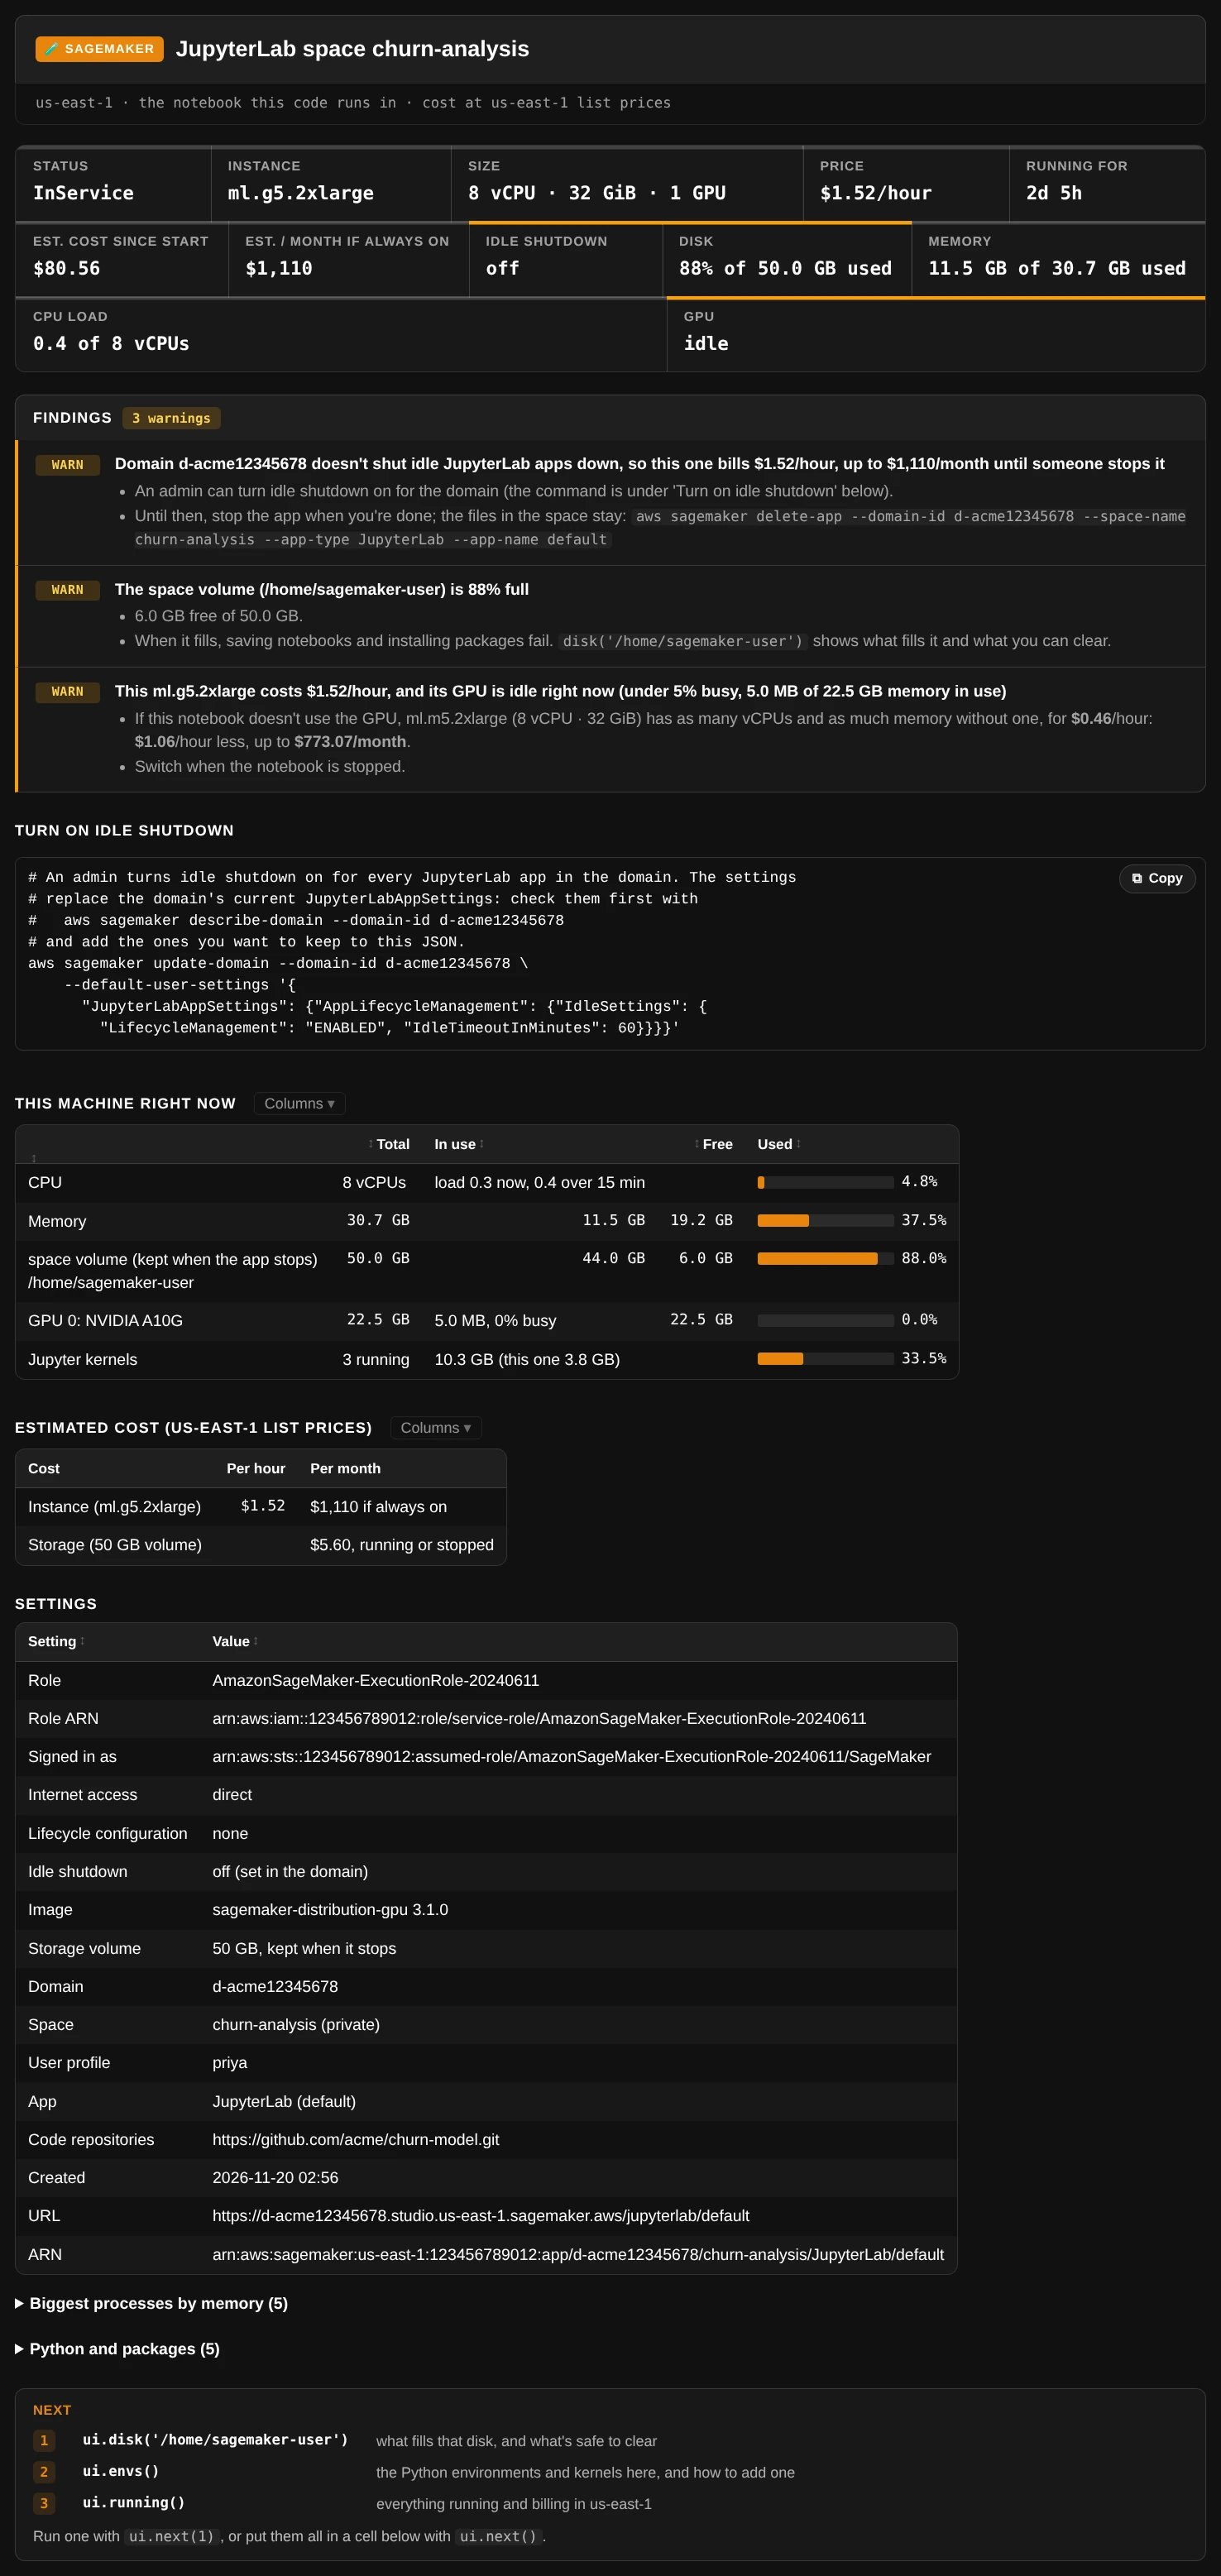 🧪 SAGEMAKER JupyterLab space churn-analysis
us-east-1 · the notebook this code runs in · cost at us-east-1 list prices
STATUS INSTANCE SIZE PRICE RUNNING FOR
InService ml.g5.2xlarge 8 vCPU · 32 GiB · 1 GPU $1.52/hour 2d 5h
EST. COST SINCE START EST. / MONTH IF ALWAYS ON IDLE SHUTDOWN DISK MEMORY
$80.56 $1,110 off 88% of 50.0 GB used 11.5 GB of 30.7 GB used
CPU LOAD GPU
0.4 of 8 vCPUs idle
FINDINGS 3 warnings
WARN Domain d-acme12345678 doesn't shut idle JupyterLab apps down, so this one bills $1.52/hour, up to $1,110/month until someone stops it
• An admin can turn idle shutdown on for the domain (the command is under 'Turn on idle shutdown' below).
• Until then, stop the app when you're done; the files in the space stay: aws sagemaker delete-app --domain-id d-acme12345678 --space-name
churn-analysis --app-type JupyterLab --app-name default
WARN The space volume (/home/sagemaker-user) is 88% full
• 6.0 GB free of 50.0 GB.
• When it fills, saving notebooks and installing packages fail. disk('/home/sagemaker-user') shows what fills it and what you can clear.
WARN This ml.g5.2xlarge costs $1.52/hour, and its GPU is idle right now (under 5% busy, 5.0 MB of 22.5 GB memory in use)
• If this notebook doesn't use the GPU, ml.m5.2xlarge (8 vCPU · 32 GiB) has as many vCPUs and as much memory without one, for $0.46/hour:
$1.06/hour less, up to $773.07/month.
• Switch when the notebook is stopped.
TURN ON IDLE SHUTDOWN
# An admin turns idle shutdown on for every JupyterLab app in the domain. The settings
⧉ Copy
# replace the domain's current JupyterLabAppSettings: check them first with
#   aws sagemaker describe-domain --domain-id d-acme12345678
# and add the ones you want to keep to this JSON.
aws sagemaker update-domain --domain-id d-acme12345678 \
    --default-user-settings '{
      "JupyterLabAppSettings": {"AppLifecycleManagement": {"IdleSettings": {
        "LifecycleManagement": "ENABLED", "IdleTimeoutInMinutes": 60}}}}'
THIS MACHINE RIGHT NOW Columns ▾
↕ ↕ Total In use ↕ ↕ Free Used ↕
CPU 8 vCPUs load 0.3 now, 0.4 over 15 min 4.8%
Memory 30.7 GB 11.5 GB 19.2 GB 37.5%
space volume (kept when the app stops) 50.0 GB 44.0 GB 6.0 GB 88.0%
/home/sagemaker-user
GPU 0: NVIDIA A10G 22.5 GB 5.0 MB, 0% busy 22.5 GB 0.0%
Jupyter kernels 3 running 10.3 GB (this one 3.8 GB) 33.5%
ESTIMATED COST (US-EAST-1 LIST PRICES) Columns ▾
Cost Per hour Per month
Instance (ml.g5.2xlarge) $1.52 $1,110 if always on
Storage (50 GB volume) $5.60, running or stopped
SETTINGS
Setting ↕ Value ↕
Role AmazonSageMaker-ExecutionRole-20240611
Role ARN arn:aws:iam::123456789012:role/service-role/AmazonSageMaker-ExecutionRole-20240611
Signed in as arn:aws:sts::123456789012:assumed-role/AmazonSageMaker-ExecutionRole-20240611/SageMaker
Internet access direct
Lifecycle configuration none
Idle shutdown off (set in the domain)
Image sagemaker-distribution-gpu 3.1.0
Storage volume 50 GB, kept when it stops
Domain d-acme12345678
Space churn-analysis (private)
User profile priya
App JupyterLab (default)
Code repositories https://github.com/acme/churn-model.git
Created 2026-11-20 02:56
URL https://d-acme12345678.studio.us-east-1.sagemaker.aws/jupyterlab/default
ARN arn:aws:sagemaker:us-east-1:123456789012:app/d-acme12345678/churn-analysis/JupyterLab/default
▶ Biggest processes by memory (5)
▶ Python and packages (5)
NEXT
1 ui.disk('/home/sagemaker-user') what fills that disk, and what's safe to clear
2 ui.envs() the Python environments and kernels here, and how to add one
3 ui.running() everything running and billing in us-east-1
Run one with ui.next(1), or put them all in a cell below with ui.next().